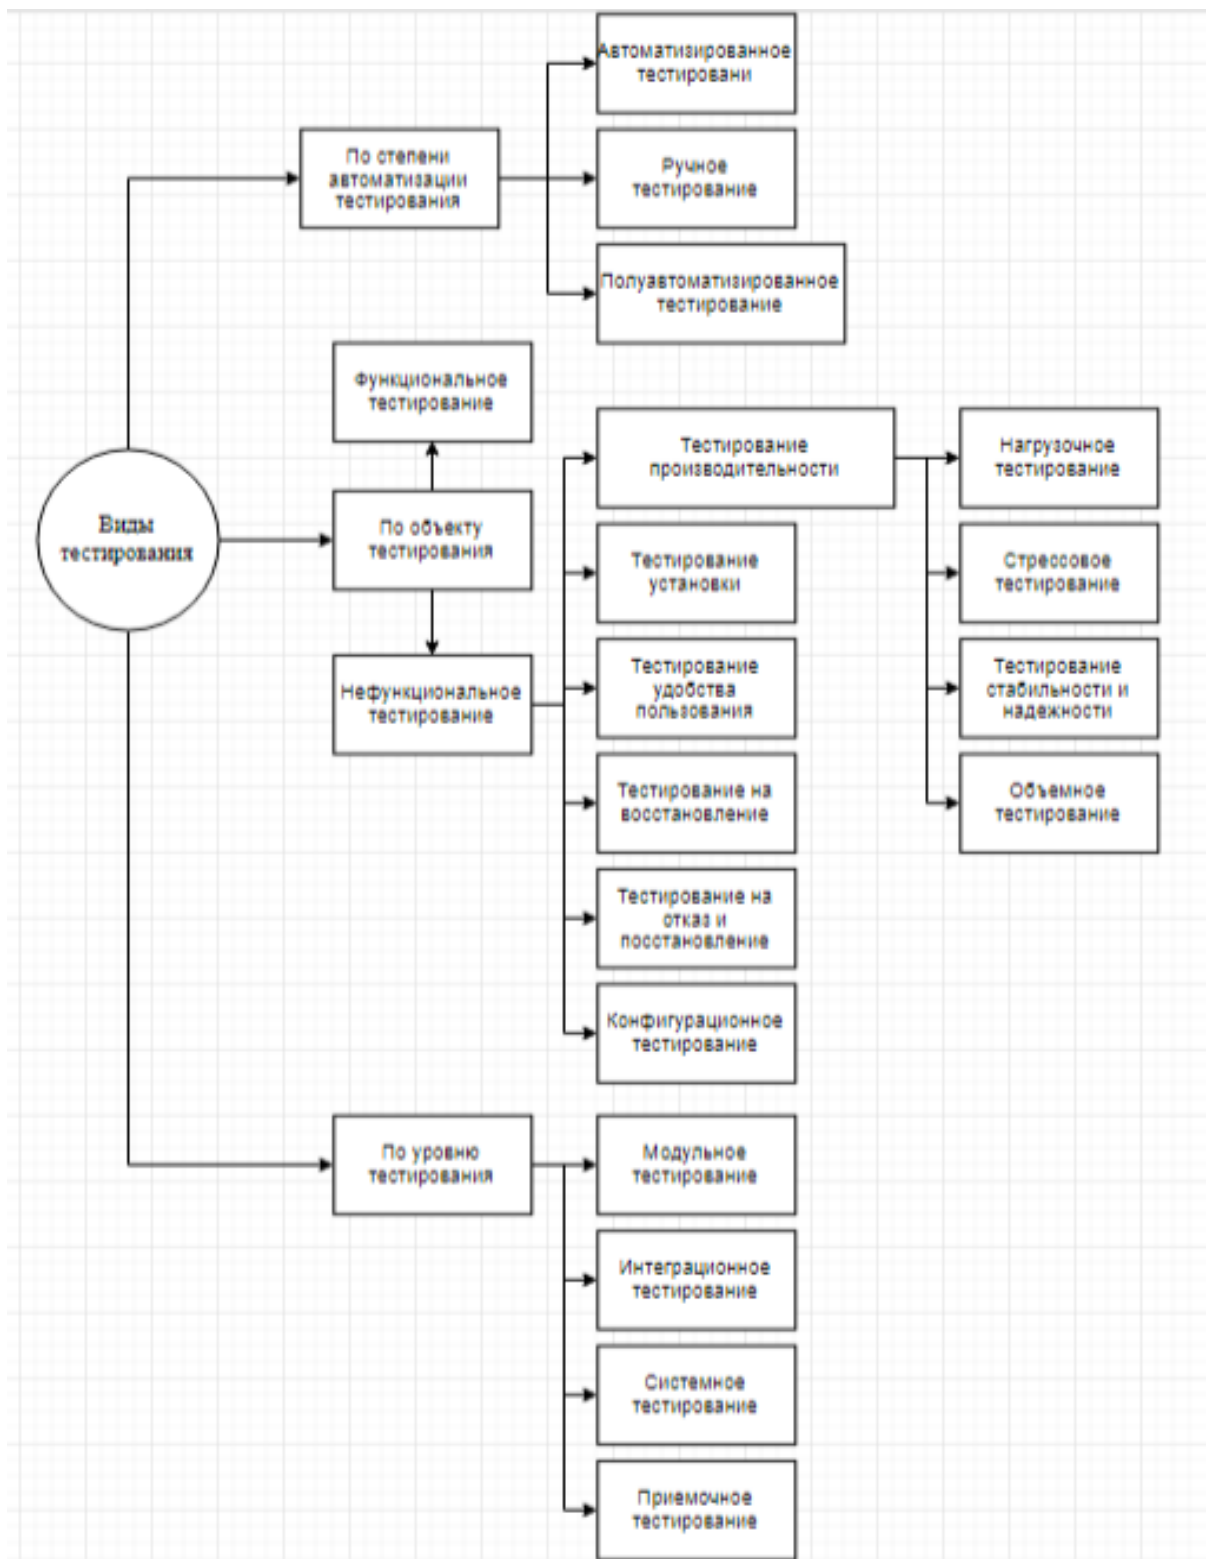 Автоматизированное
тестировани
По степени
автоматизации
тестирования
Ручное
тестирование
Полуавтоматизированное
тестирование
Функциональное
тестирование
Виды
тестирования
По объекту
тестирования
Нефункциональное
тестирование
Тестирование
производительности
Нагрузочное
тестирование
Тестирование
установки
Стрессовое
тестирование
Тестирование
удобства
пользования
Тестирование
стабильности и
надежности
Тестирование на
восстановление
Объемное
тестирование
Тестирование на
отказ и
посстановление
Конфигурационное
тестирование
По уровню
тестирования
Модульное
тестирование
Интеграционное
тестирование
Системное
тестирование
Приемочное
тестирование